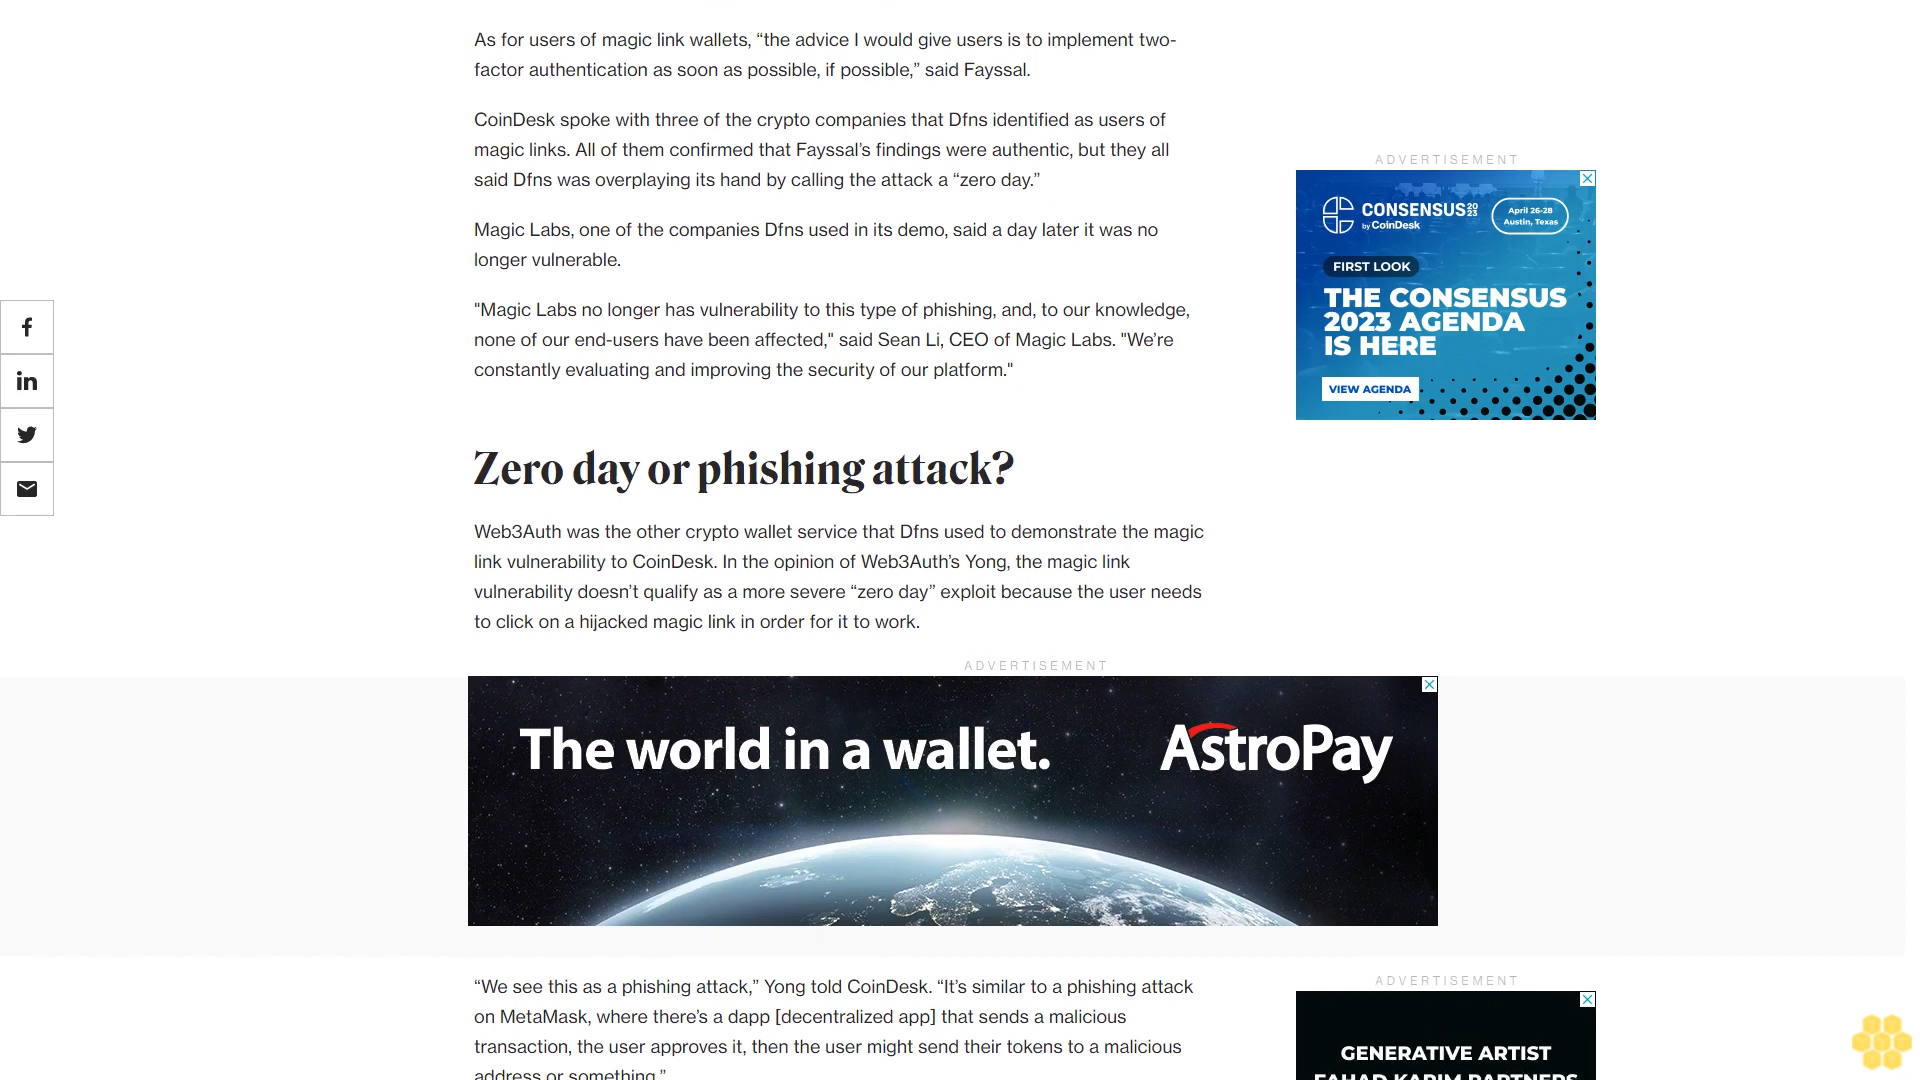 As for users of magic link wallets, “the advice I would give users is to implement two-
factor authentication as soon as possible, if possible,” said Fayssal.
CoinDesk spoke with three of the crypto companies that Dfns identified as users of
magic links. All of them confirmed that Fayssal’s findings were authentic, but they all
said Dfns was overplaying its hand by calling the attack a “zero day.”
Magic Labs, one of the companies Dfns used in its demo, said a day later it was no
longer vulnerable.
"Magic Labs no longer has vulnerability to this type of phishing, and, to our knowledge,
none of our end-users have been affected," said Sean Li, CEO of Magic Labs. "We’re
constantly evaluating and improving the security of our platform."
ADVERTISEMENT
CONSENSUS 2023
by CoinDesk
April 26-28
Austin, Texas
FIRST LOOK
THE CONSENSUS
2023 AGENDA
IS HERE
VIEW AGENDA
Zero day or phishing attack?
Web3Auth was the other crypto wallet service that Dfns used to demonstrate the magic
link vulnerability to CoinDesk. In the opinion of Web3Auth’s Yong, the magic link
vulnerability doesn’t qualify as a more severe “zero day” exploit because the user needs
to click on a hijacked magic link in order for it to work.
ADVERTISEMENT
The world in a wallet.
AstroPay
“We see this as a phishing attack,” Yong told CoinDesk. “It’s similar to a phishing attack
on MetaMask, where there’s a dapp [decentralized app] that sends a malicious
transaction, the user approves it, then the user might send their tokens to a malicious
address or something.”
ADVERTISEMENT
GENERATIVE ARTIST
FAHAD KARIM PARTNERS